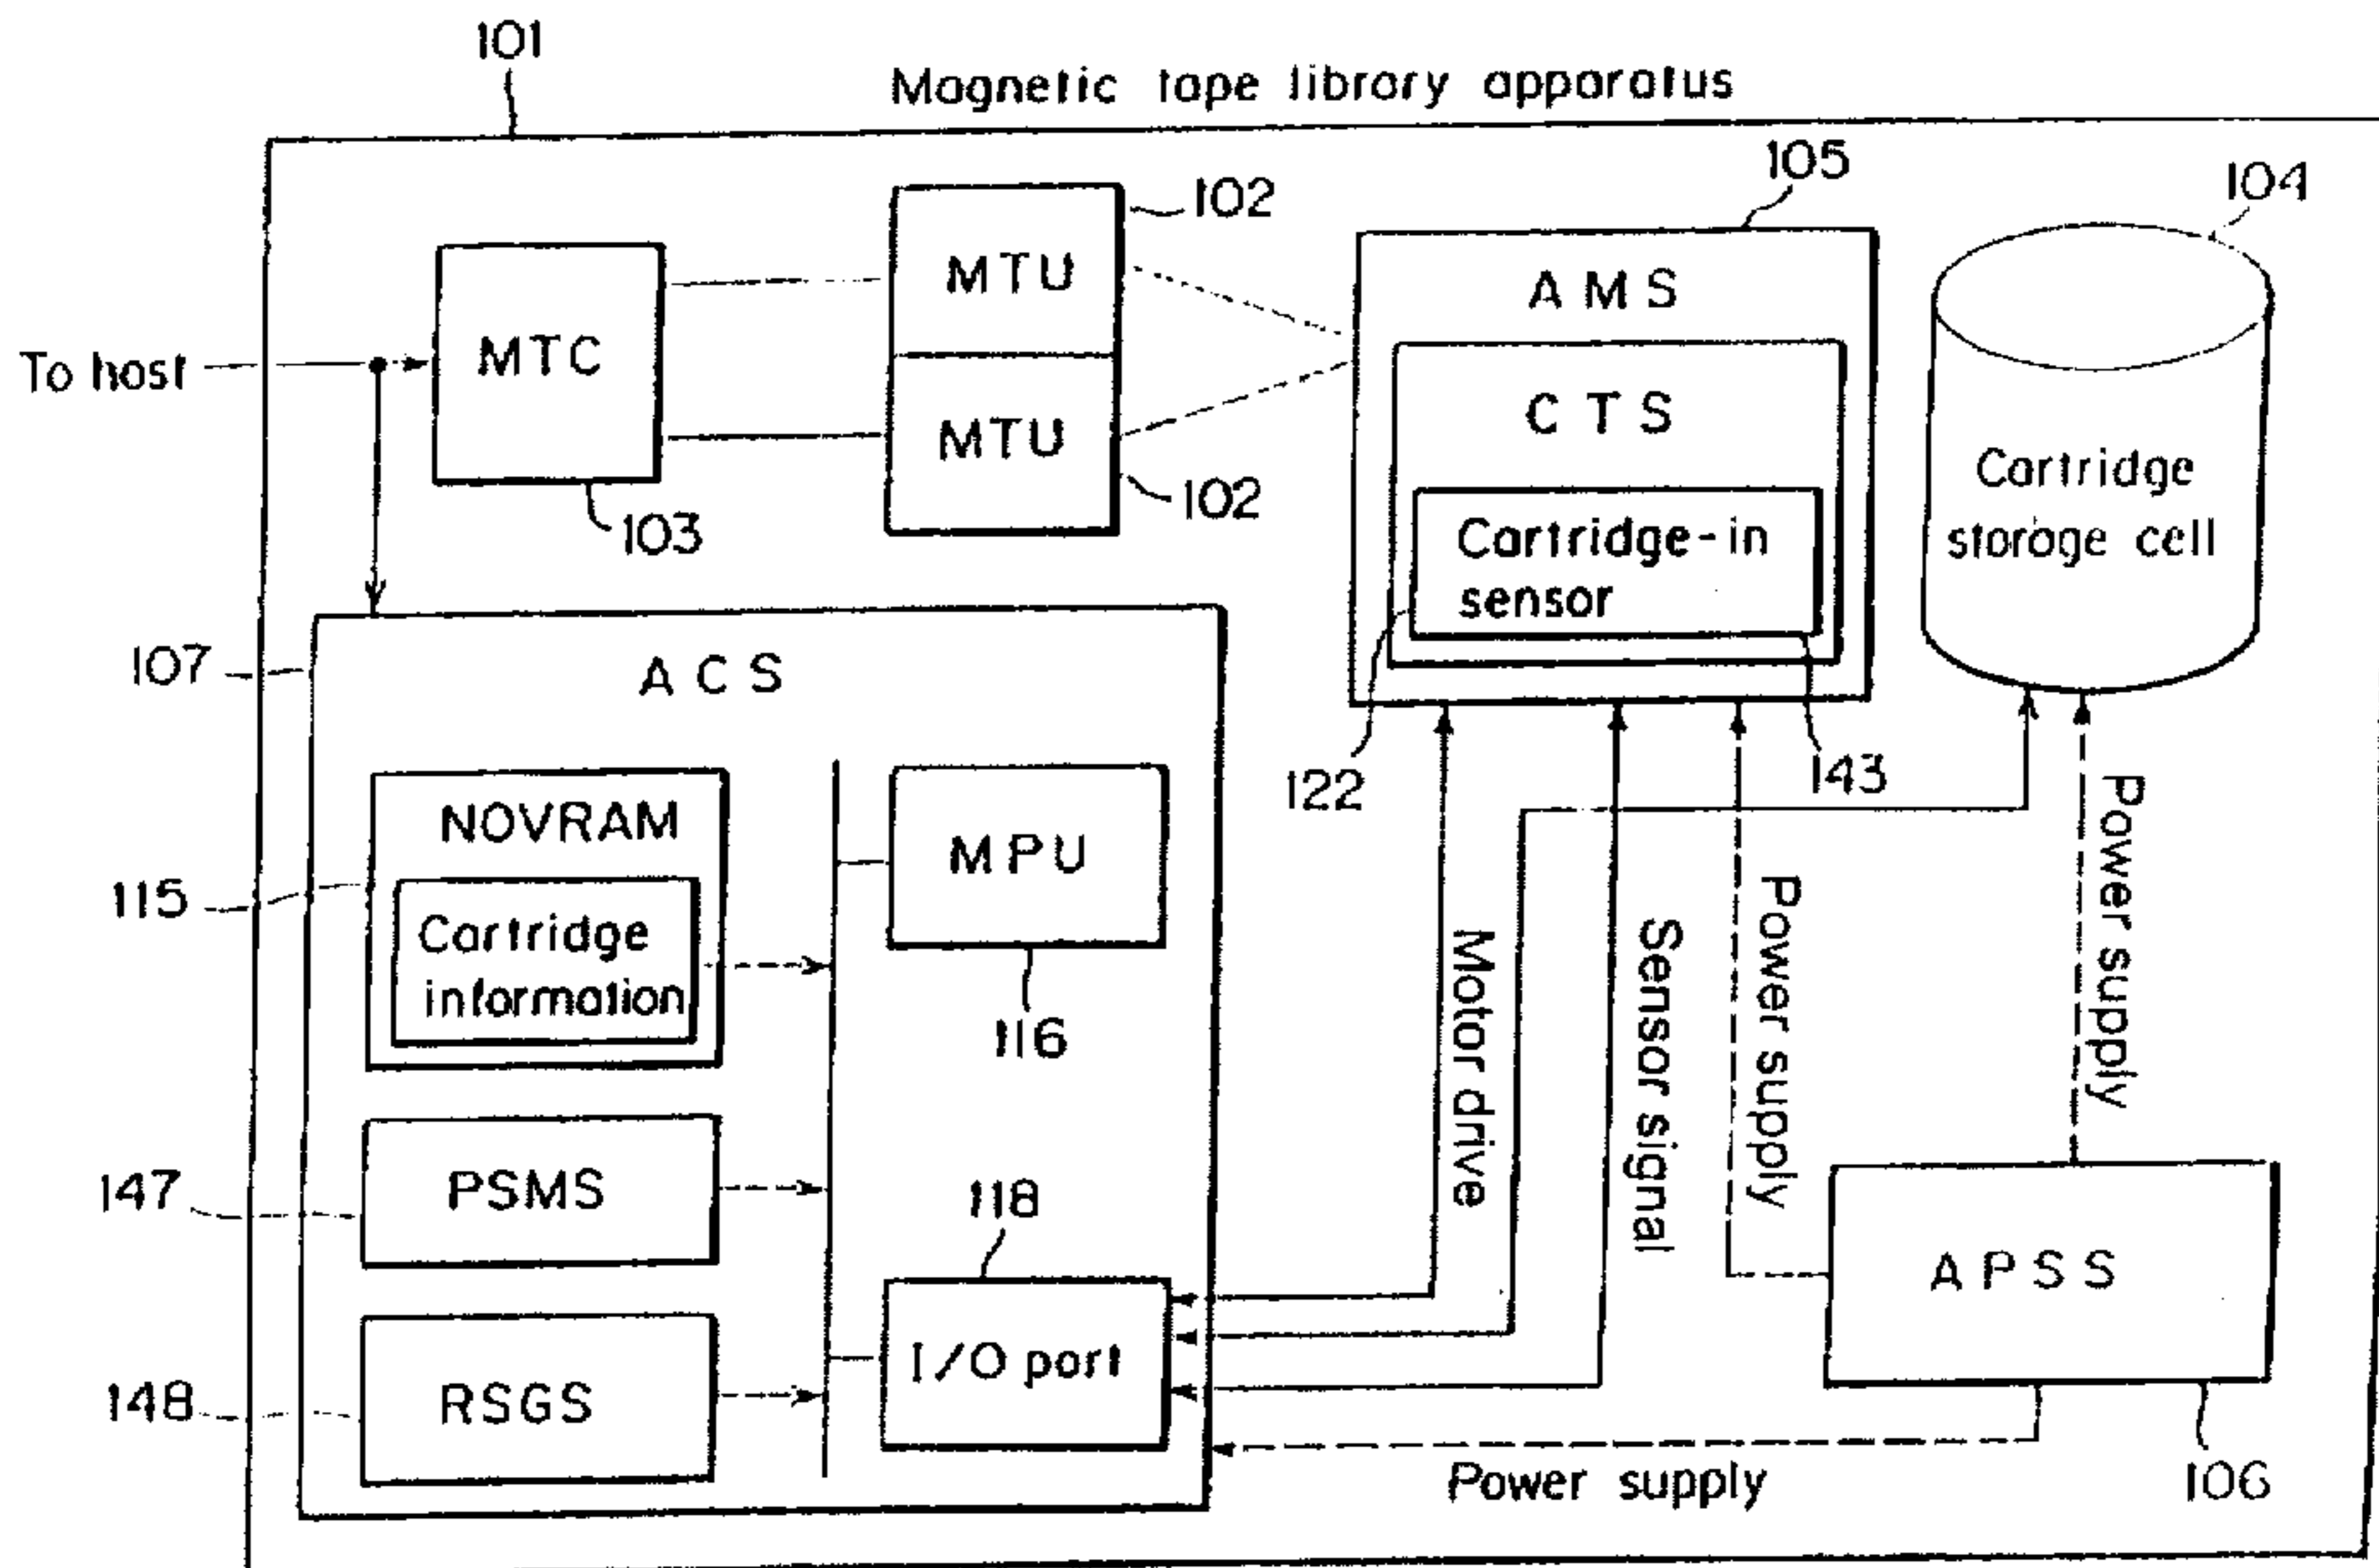 101
Magnetic tape library apparatus
105
104
102
MTU
MTC
To host
MTU
102
103
AMS
CTS
Cartridge-in
sensor
Cartridge
storage cell
107
ACS
122
143
NOVRAM
MPU
115
Cartridge
information
116
Motor drive
Sensor signal
Power supply
Power supply
147
PSMS
118
APSS
I/O port
148
RSGS
Power supply
106